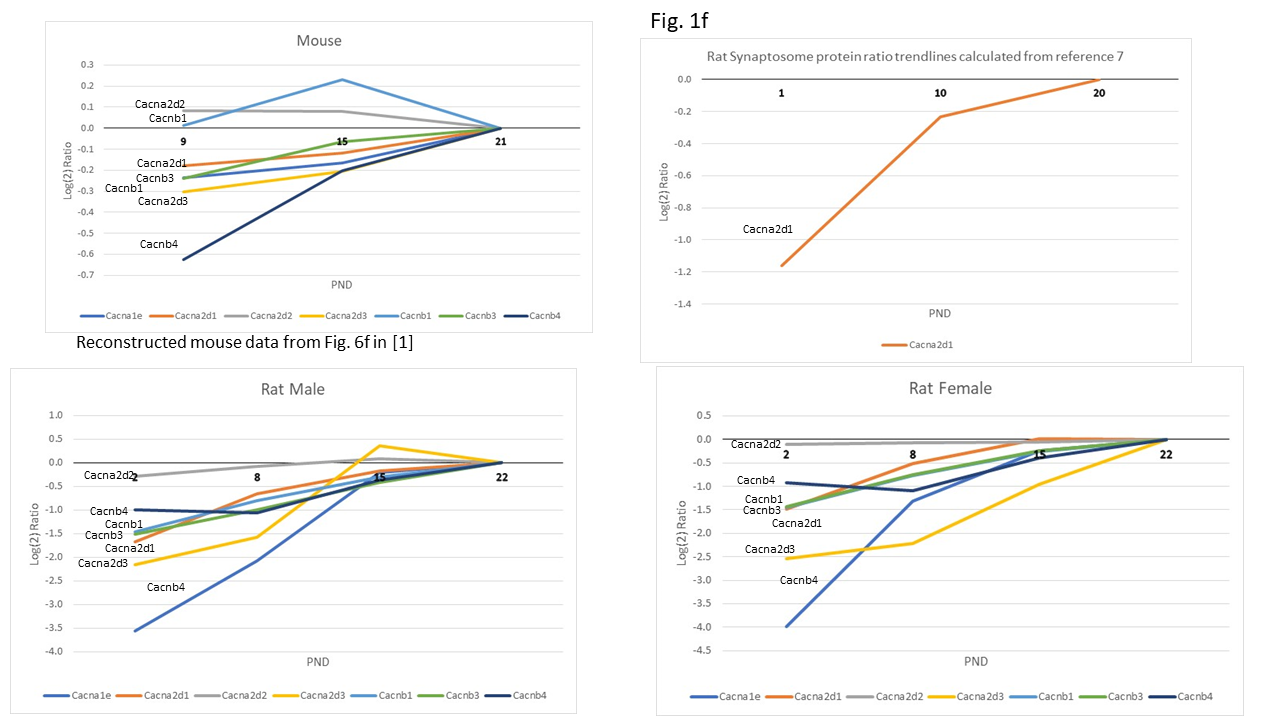 Fig. 1f
Mouse
0.3
0.2
0.1
0.0
-0.1
-0.2
-0.3
-0.4
-0.5
-0.6
-0.7
Log(2) Ratio
Cacna2d2
Cacnb1
Cacna2d1
Cacnb3
Cacnb1
Cacna2d3
Cacnb4
9 15 21
PND
Cacna1e Cacna2d1 Cacna2d2 Cacna2d3 Cacnb1 Cacnb3 Cacnb4
Reconstructed mouse data from Fig. 6f in [1]
Rat Synaptosome protein ratio trendlines calculated from reference 7
0.0
-0.2
-0.4
-0.6
-0.8
-1.0
-1.2
-1.4
Log(2) Ratio
1 10 20
Cacna2d1
PND
Cacna2d1
Rat Male
1.0
0.5
0.0
-0.5
-1.0
-1.5
-2.0
-2.5
-3.0
-3.5
-4.0
Log(2) Ratio
Cacna2d2
Cacnb4
Cacnb1
Cacnb3
Cacna2d1
Cacna2d3
Cacnb4
2 8 15 22
PND
Cacna1e Cacna2d1 Cacna2d2 Cacna2d3 Cacnb1 Cacnb3 Cacnb4
Rat Female
0.5
0.0
-0.5
-1.0
-1.5
-2.0
-2.5
-3.0
-3.5
-4.0
-4.5
Log(2) Ratio
Cacna2d2
Cacnb4
Cacnb1
Cacnb3
Cacna2d1
Cacna2d3
Cacnb4
2 8 15 22
PND
Cacna1e Cacna2d1 Cacna2d2 Cacna2d3 Cacnb1 Cacnb3 Cacnb4